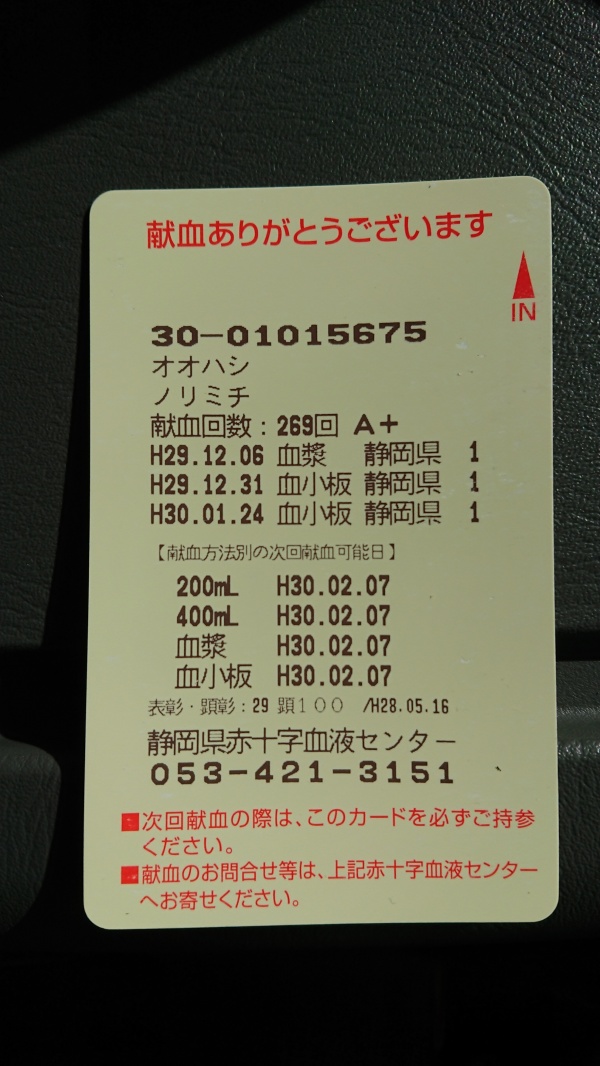 献血ありがとうございます
IN
30-01015675
オオハシ
ノリミチ
献血回数：269回 A+
H29.12.06 血漿 静岡県 1
H29.12.31 血小板 静岡県 1
H30.01.24 血小板 静岡県 1
【献血方法別の次回献血可能日】
200mL H30.02.07
400mL H30.02.07
血漿 H30.02.07
血小板 H30.02.07
表彰・顕彰：29 顕100 /H28.05.16
静岡県赤十字血液センター
053-421-3151
■次回献血の際は、このカードを必ずご持参
ください。
■献血のお問合せ等は、上記赤十字血液センター
へお寄せください。